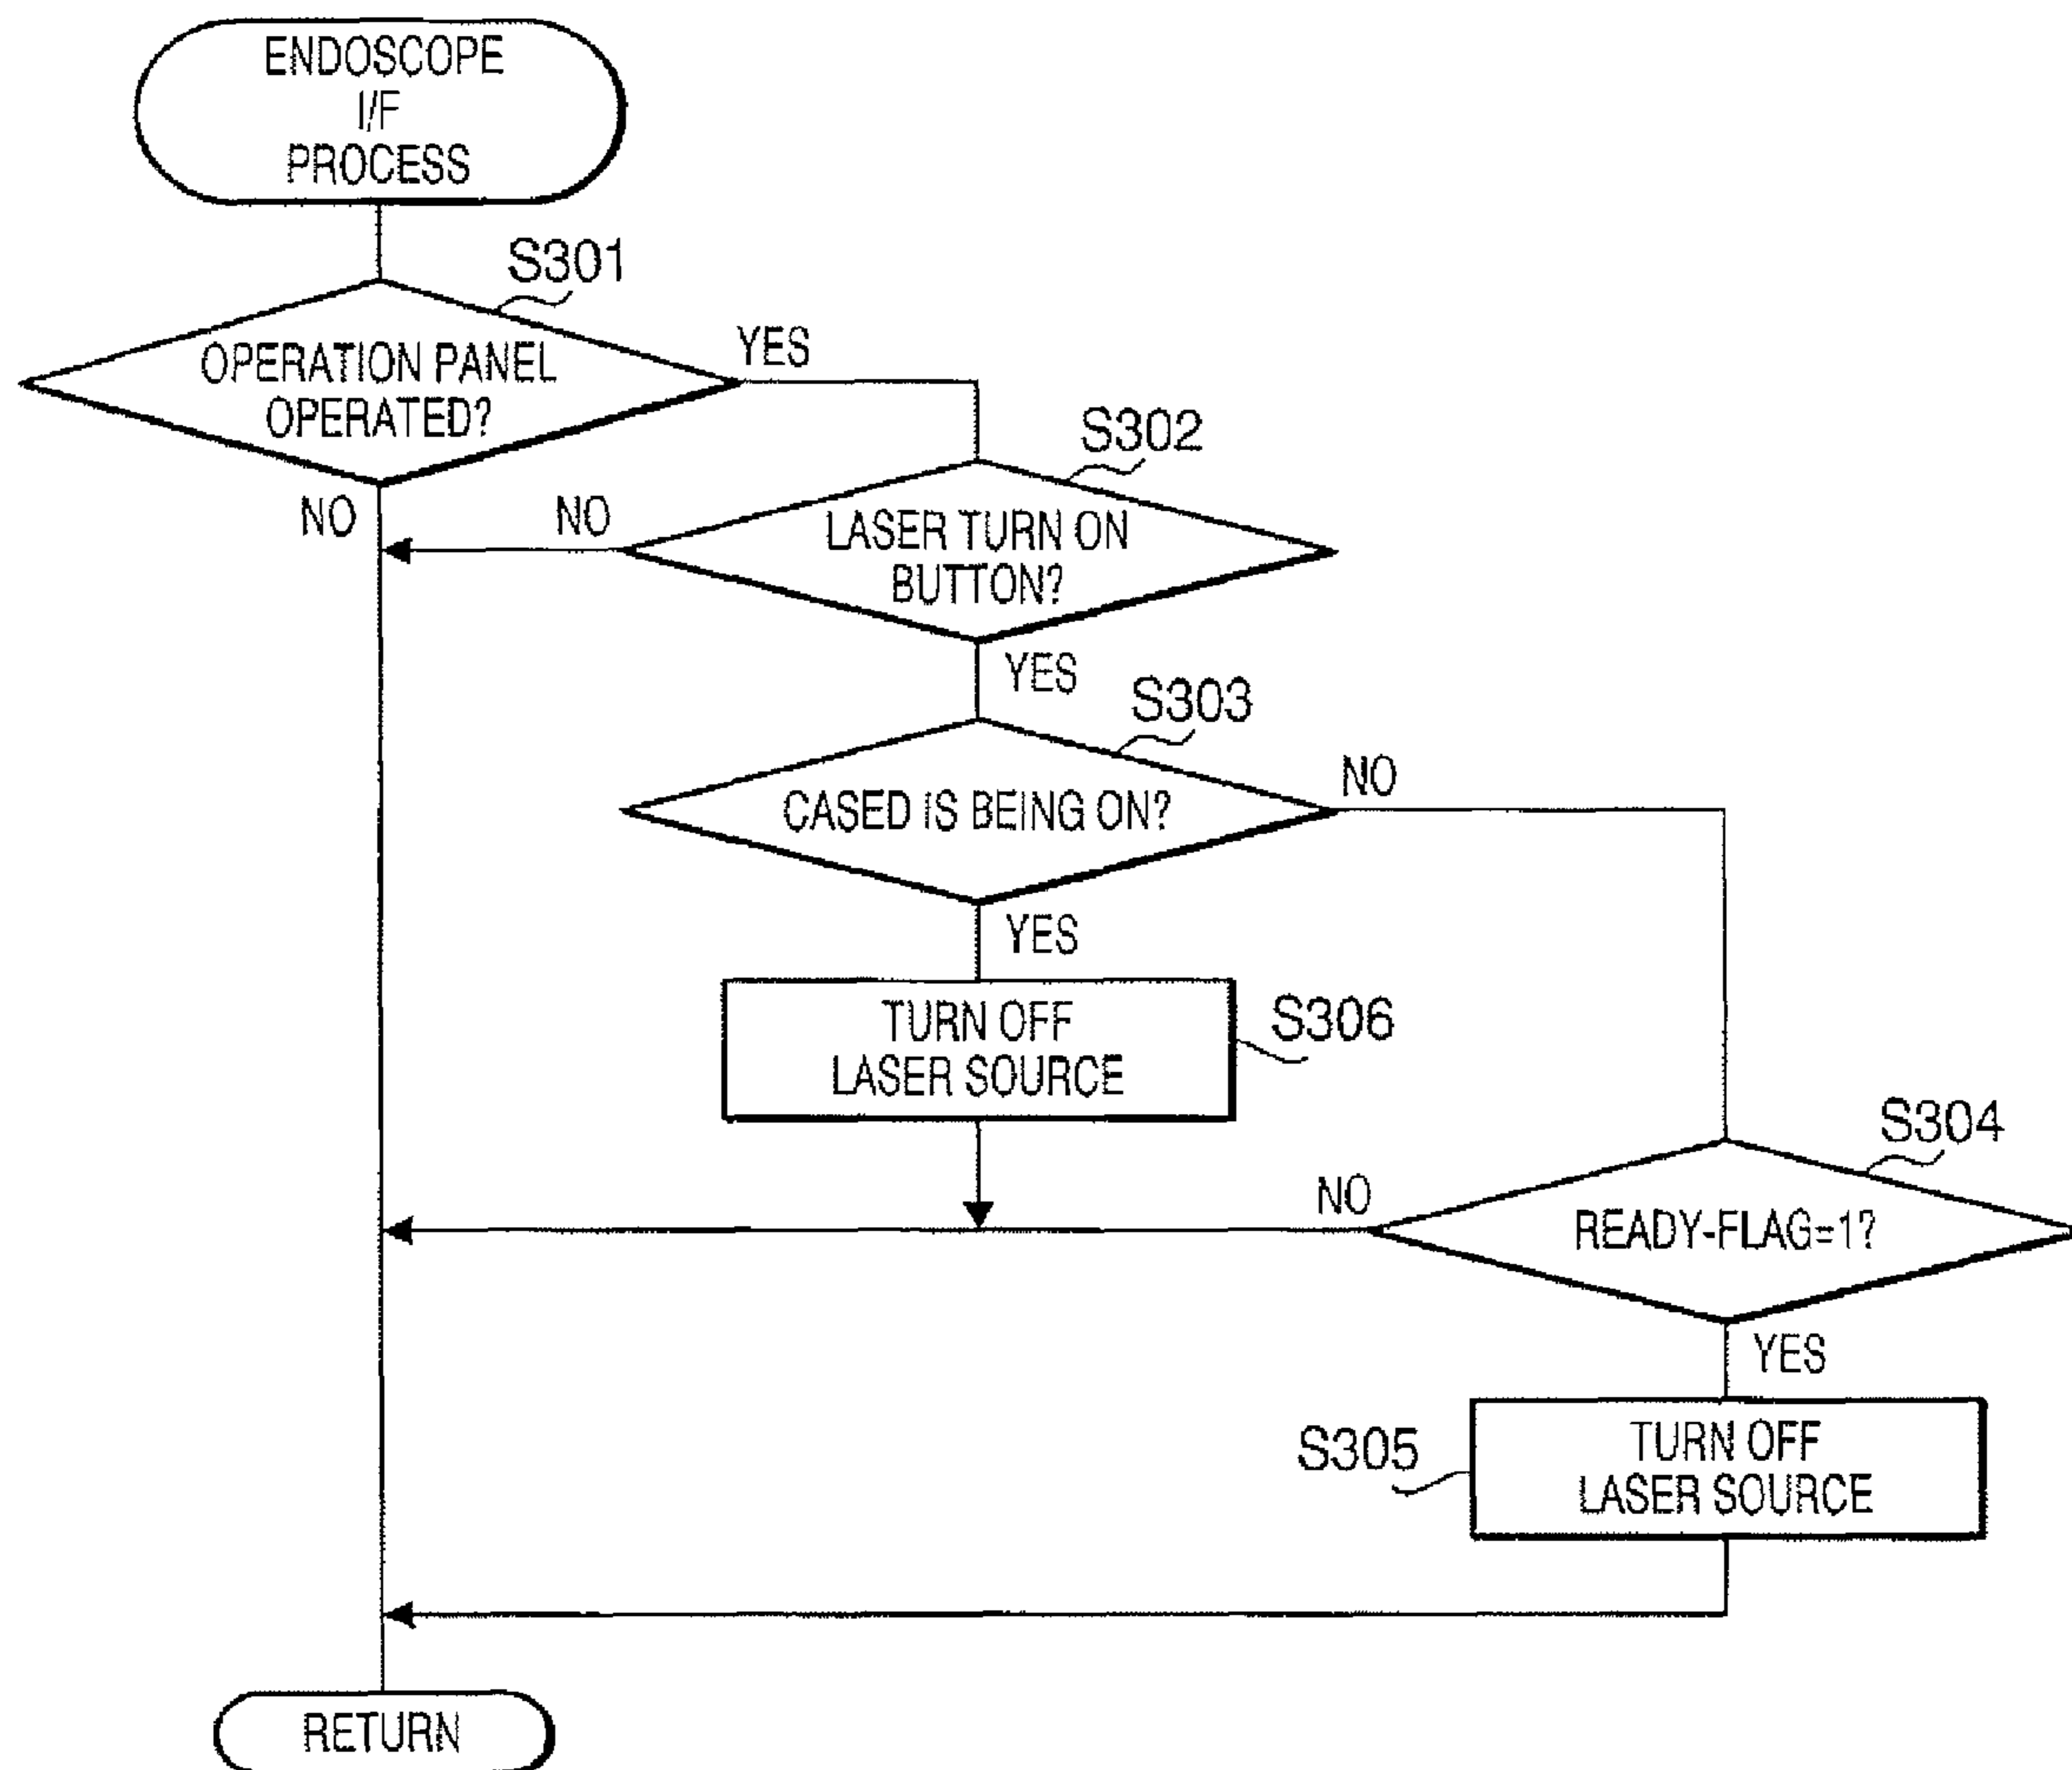 ENDOSCOPE
I/F
PROCESS
S301
OPERATION PANEL
OPERATED?
YES
NO
S302
LASER TURN ON
BUTTON?
NO
YES
S303
CASED IS BEING ON?
NO
YES
TURN OFF
LASER SOURCE
S306
S304
READY-FLAG=1?
NO
YES
S305
TURN OFF
LASER SOURCE
RETURN